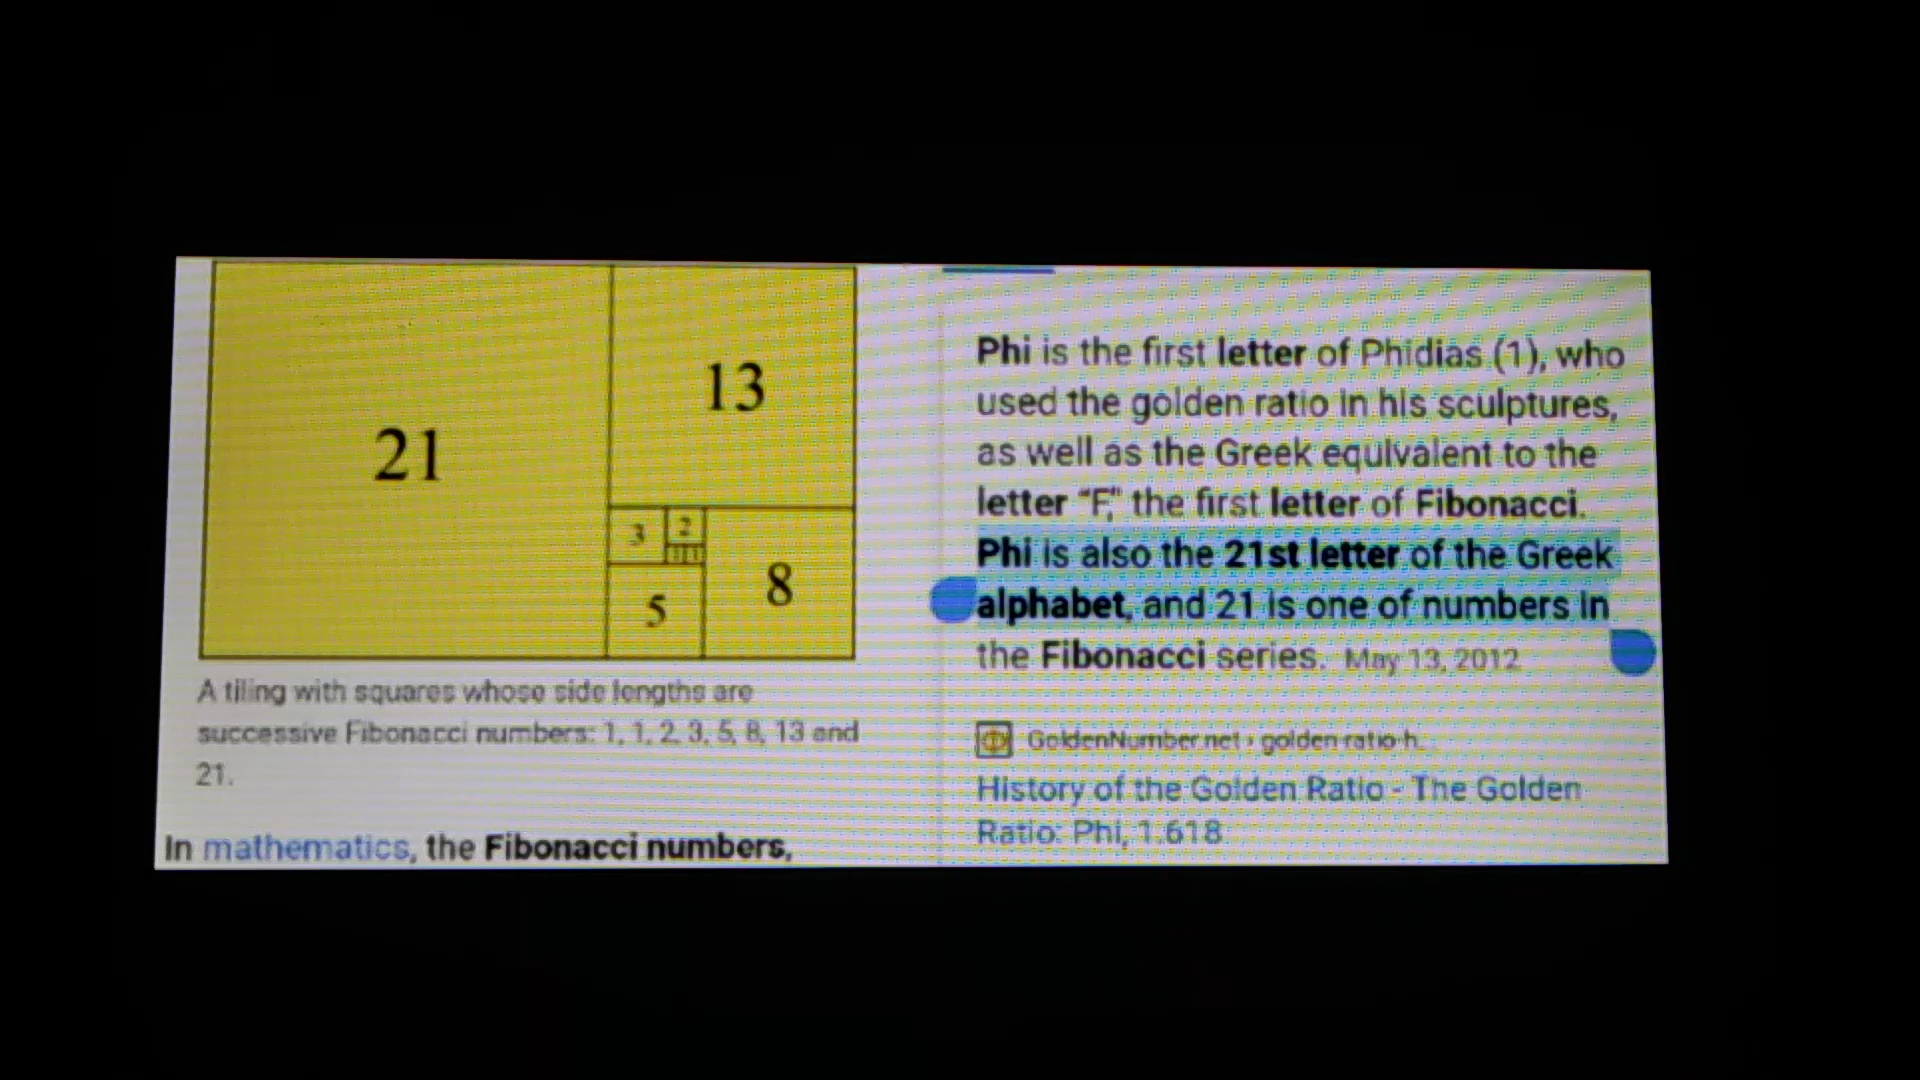 21
13
3
2
1 1
5
8
A tiling with squares whose side lengths are
successive Fibonacci numbers: 1, 1, 2, 3, 5, 8, 13 and
21.
In mathematics, the Fibonacci numbers,
Phi is the first letter of Phidias (1), who
used the golden ratio in his sculptures,
as well as the Greek equivalent to the
letter “F,” the first letter of Fibonacci.
Phi is also the 21st letter of the Greek
alphabet, and 21 is one of numbers in
the Fibonacci series. May 13, 2012
GoldenNumber.net › golden-ratio-h...
History of the Golden Ratio - The Golden
Ratio: Phi, 1.618